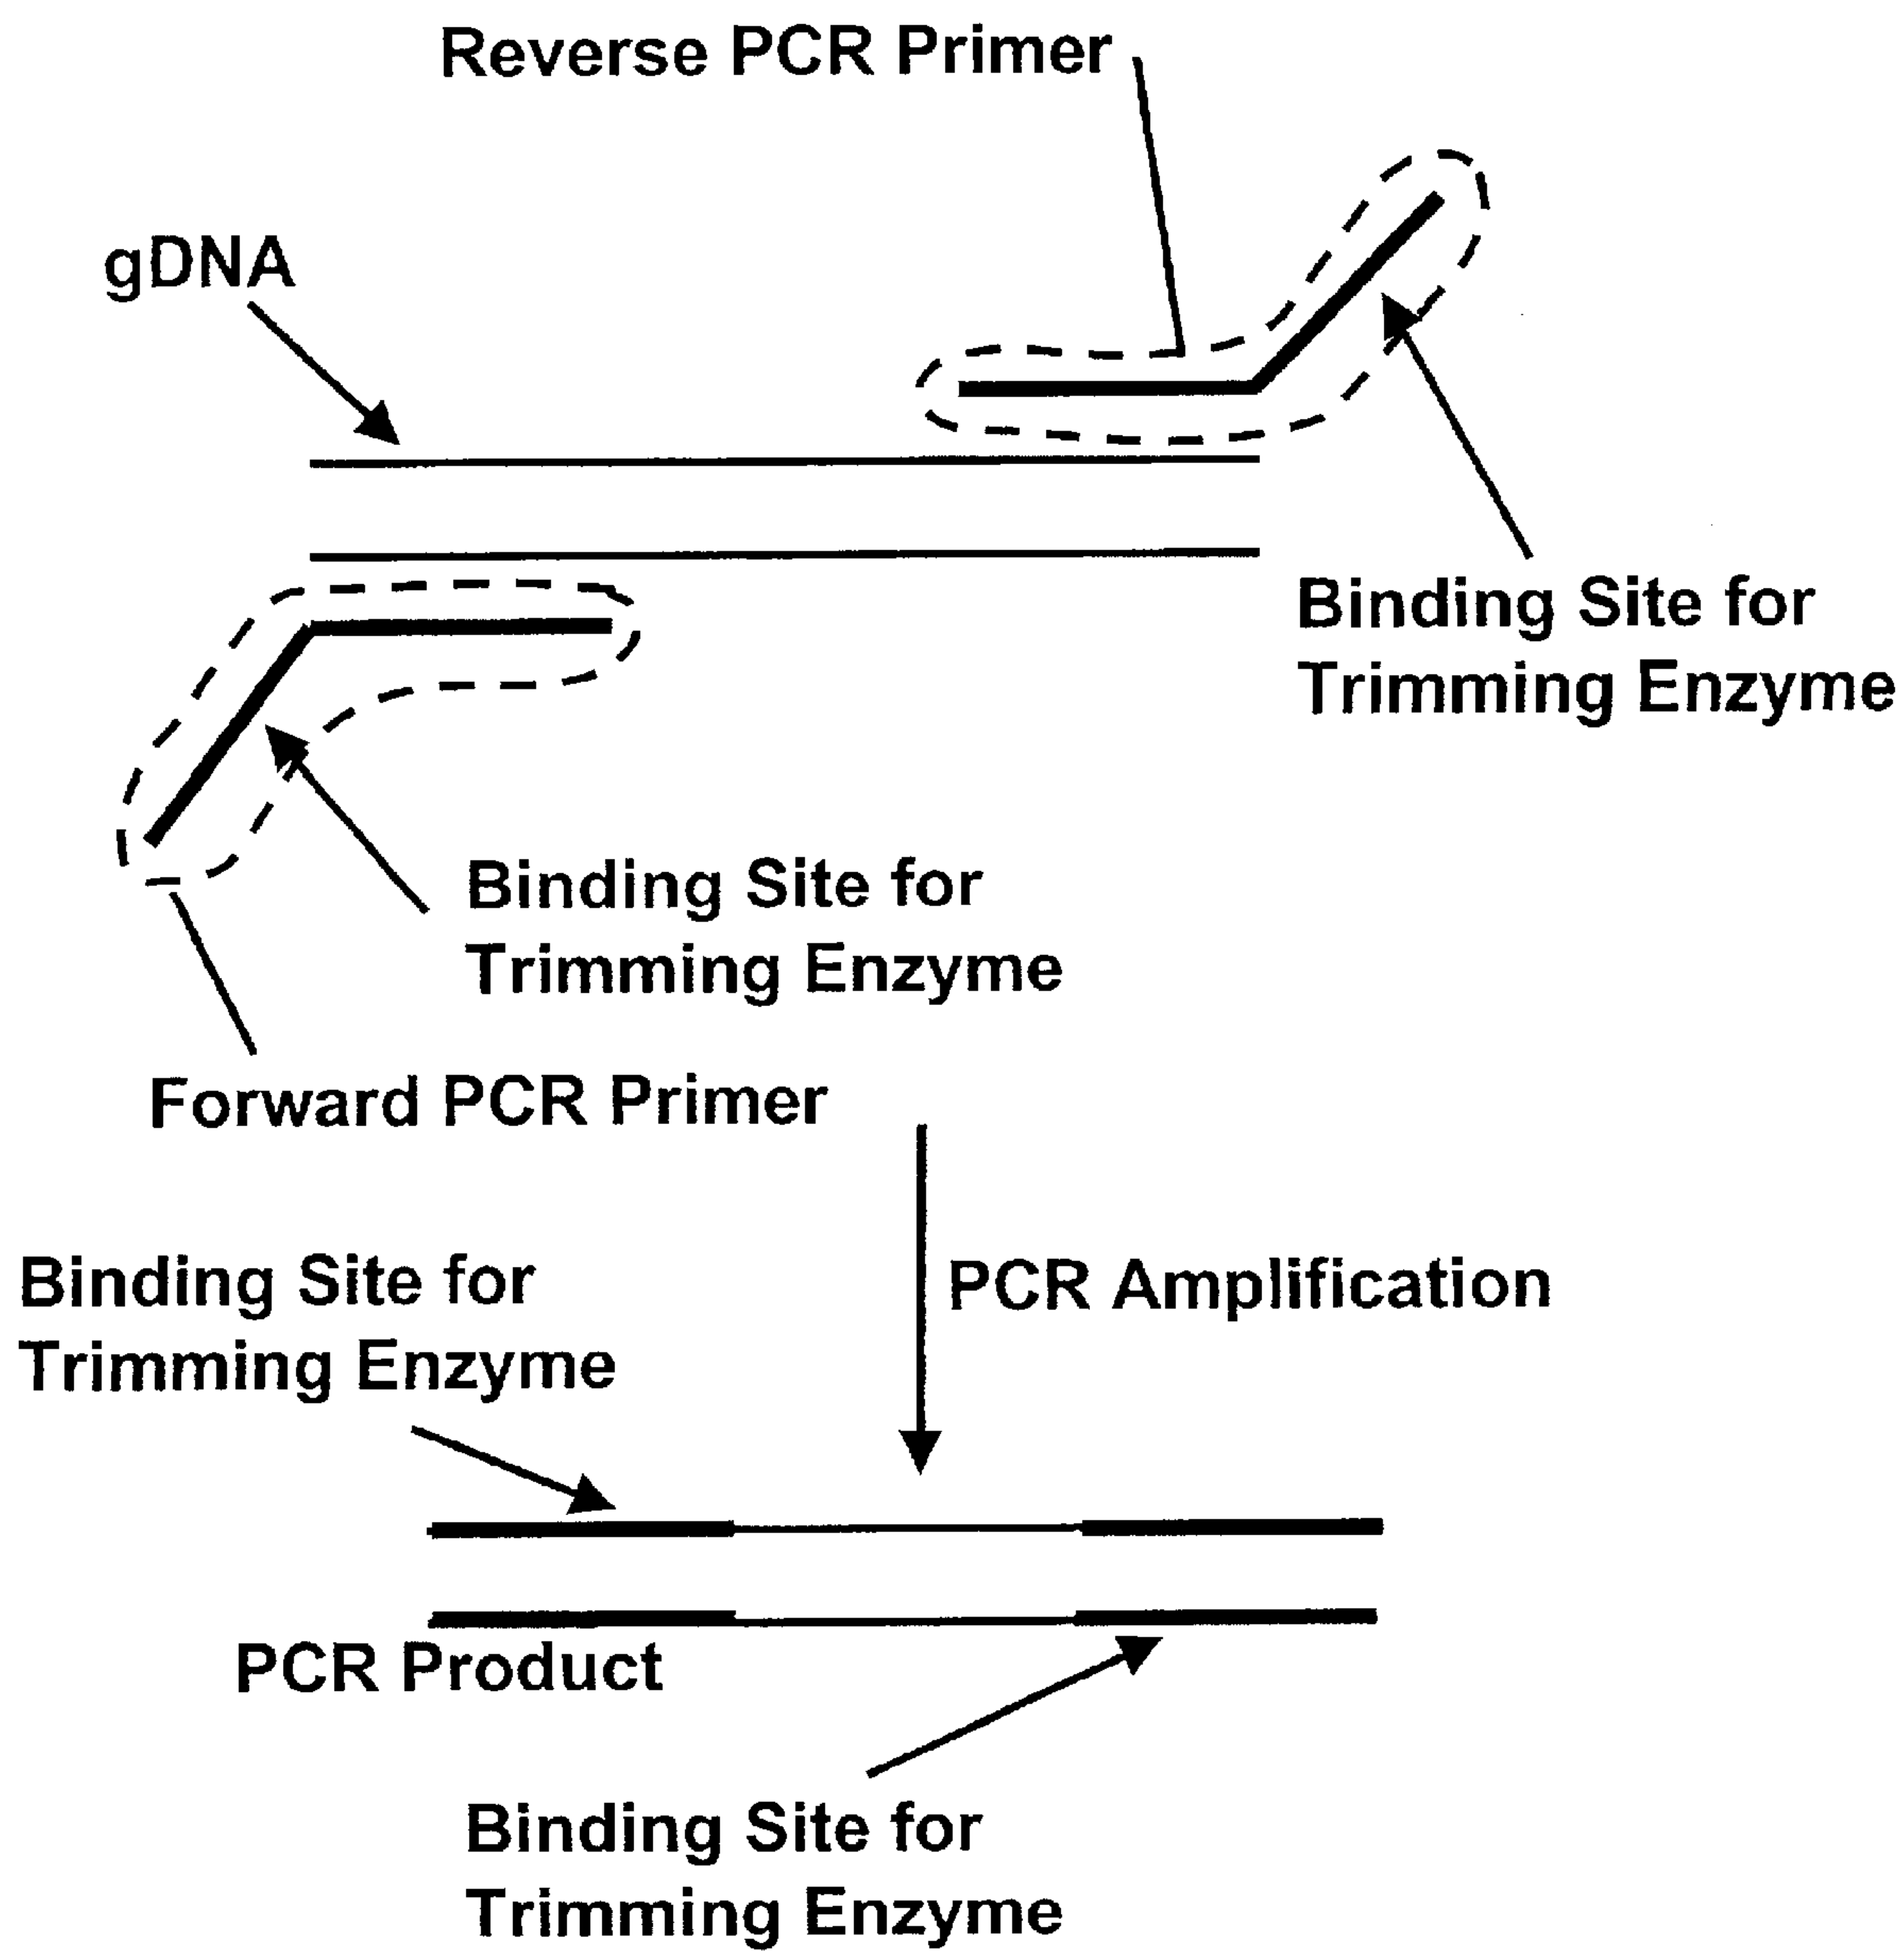 Reverse PCR Primer
gDNA
Binding Site for
Trimming Enzyme
Binding Site for
Trimming Enzyme
Forward PCR Primer
Binding Site for
Trimming Enzyme
PCR Amplification
PCR Product
Binding Site for
Trimming Enzyme